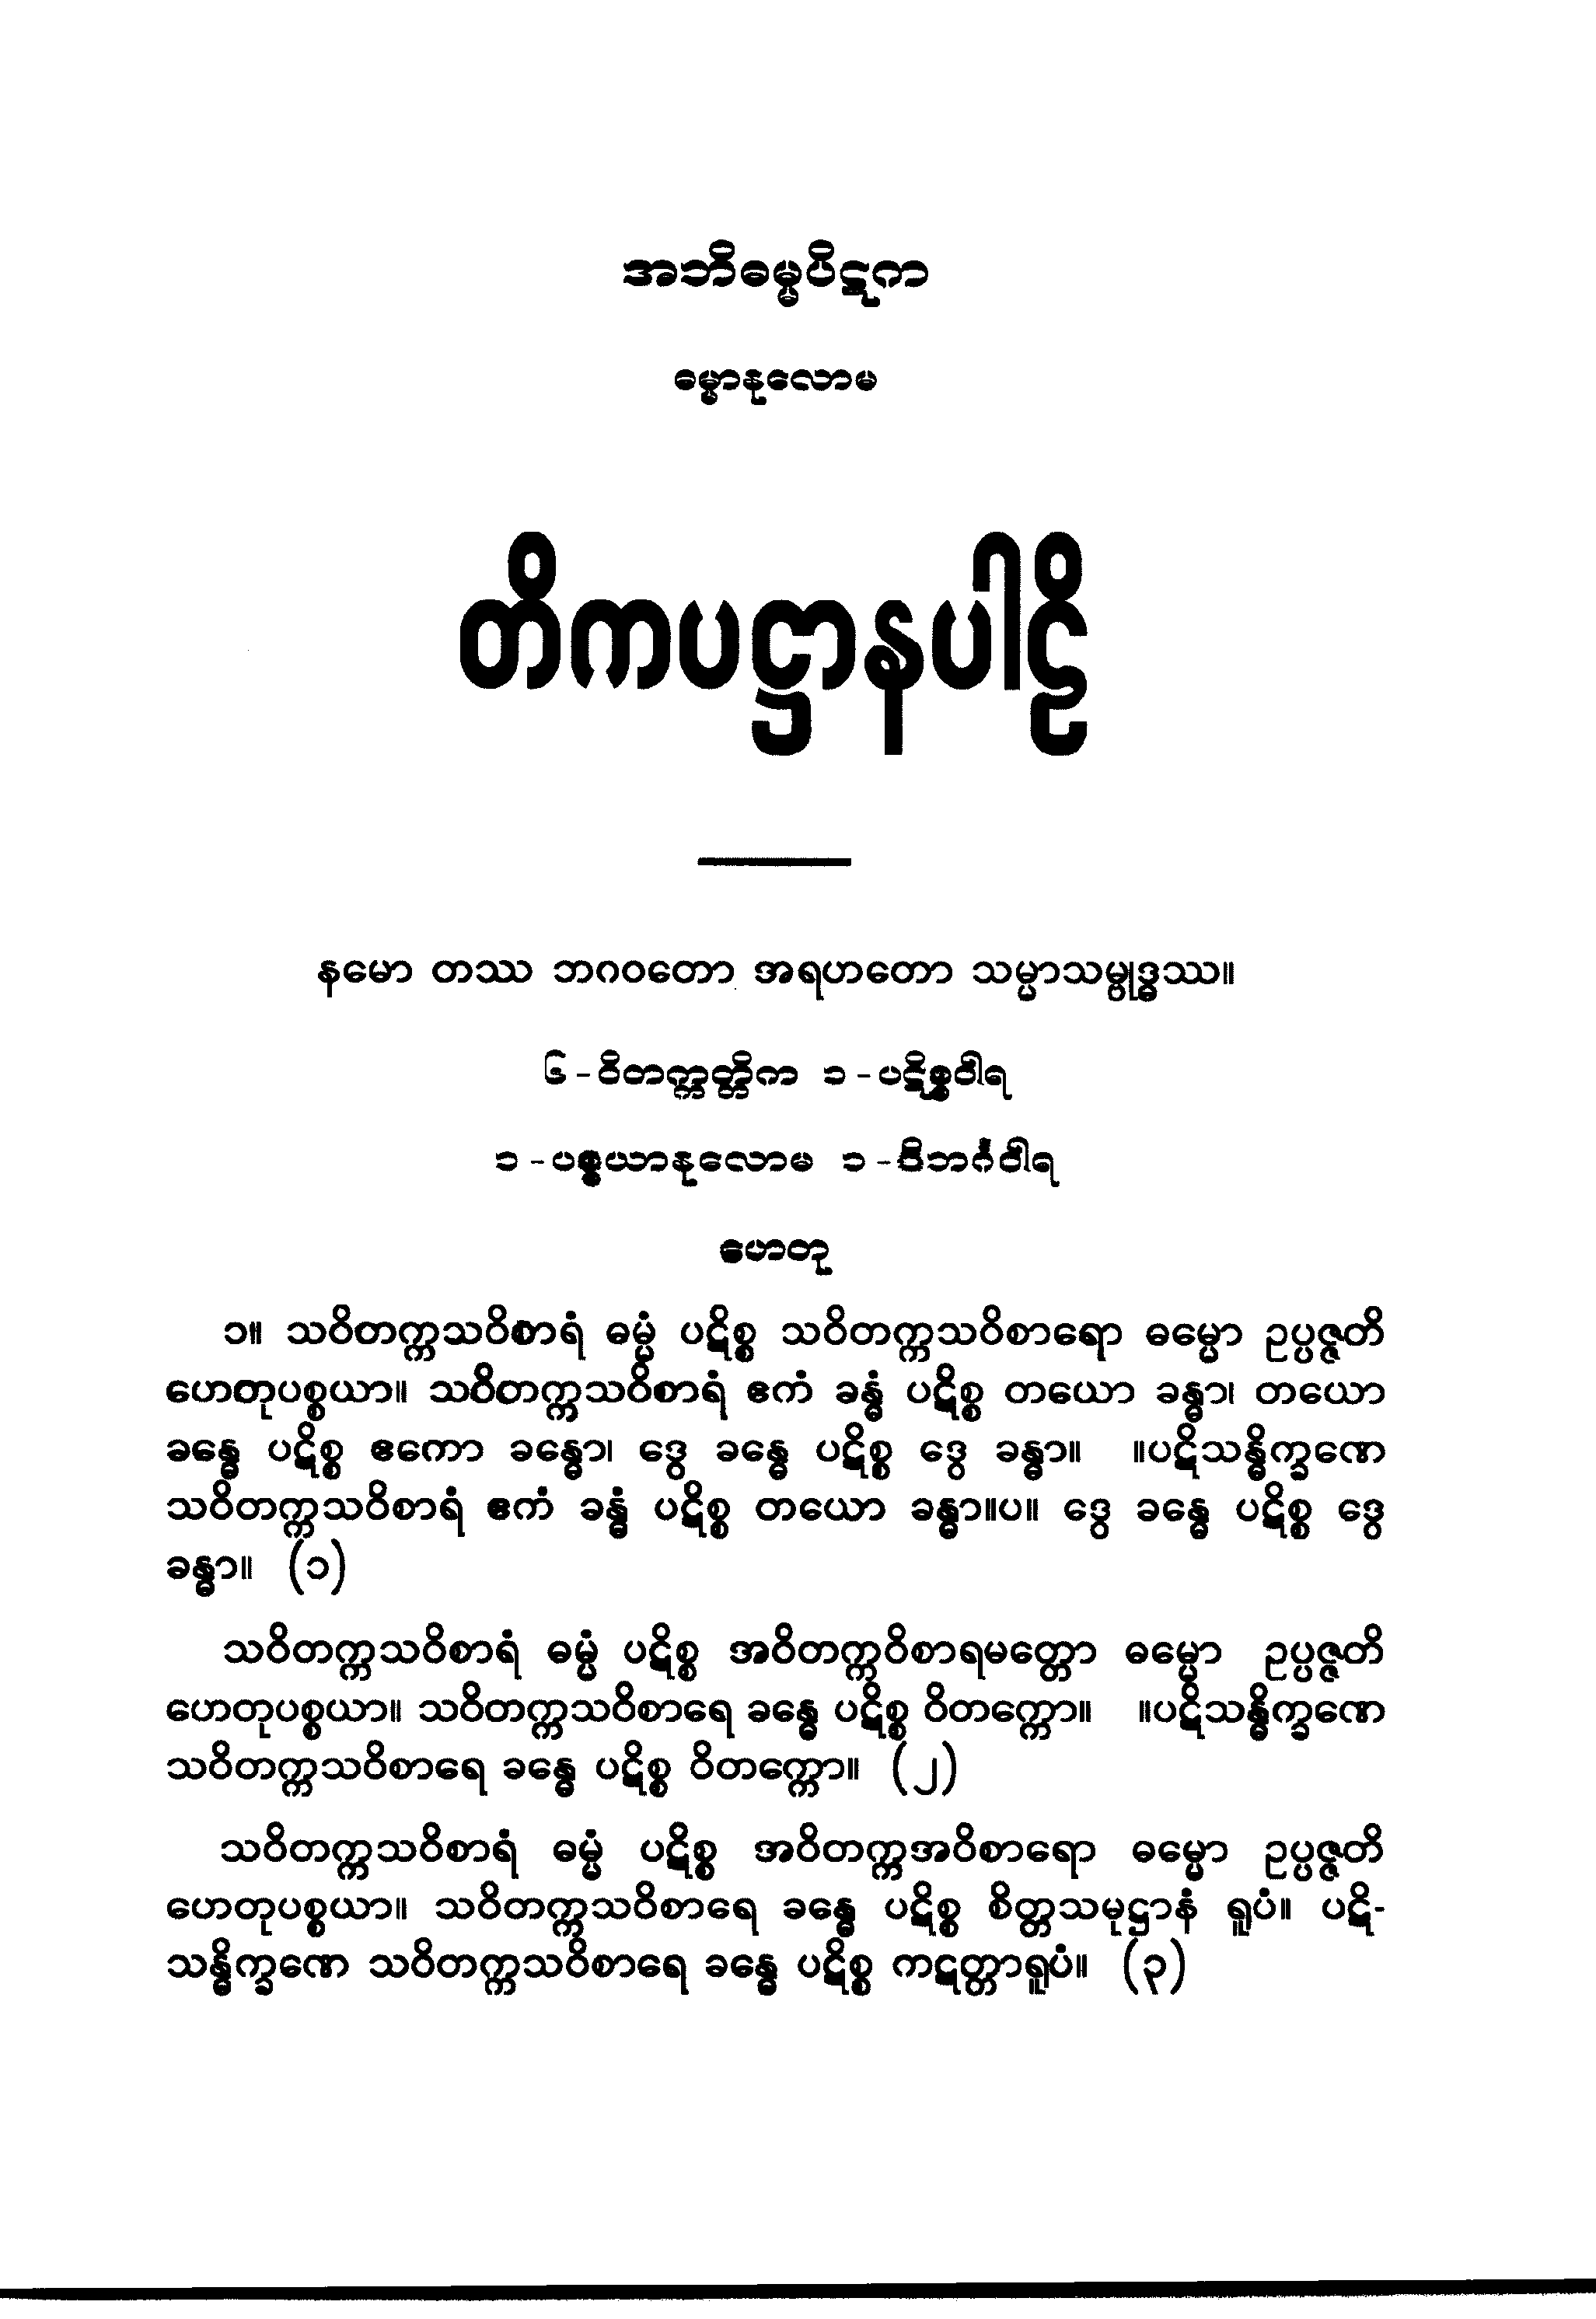 အဘိဓမ္မပိဋက
ဓမ္မာနုလောမ
တိကပဋ္ဌာနပါဠိ
နမော တဿ ဘဂဝတော အရဟတော သမ္မာသမ္ဗုဒ္ဓဿ။
၆-ဝိတက္ကတ္တိက ၁-ပဋိစ္စဝါရ
၁-ပစ္စယာနုလောမ ၁-ဝိဘင်္ဂဝါရ
ဟေတု
၁။ သဝိတက္ကသဝိစာရံ ဓမ္မံ ပဋိစ္စ သဝိတက္ကသဝိစာရော ဓမ္မော ဥပ္ပဇ္ဇတိ
ဟေတုပစ္စယာ။ သဝိတက္ကသဝိစာရံ ဧကံ ခန္ဓံ ပဋိစ္စ တယော ခန္ဓာ၊ တယော
ခန္ဓေ ပဋိစ္စ ဧကော ခန္ဓော၊ ဒွေ ခန္ဓေ ပဋိစ္စ ဒွေ ခန္ဓာ။ ။ပဋိသန္ဓိက္ခဏေ
သဝိတက္ကသဝိစာရံ ဧကံ ခန္ဓံ ပဋိစ္စ တယော ခန္ဓာ။ပ။ ဒွေ ခန္ဓေ ပဋိစ္စ ဒွေ
ခန္ဓာ။ (၁)
သဝိတက္ကသဝိစာရံ ဓမ္မံ ပဋိစ္စ အဝိတက္ကဝိစာရမတ္တော ဓမ္မော ဥပ္ပဇ္ဇတိ
ဟေတုပစ္စယာ။ သဝိတက္ကသဝိစာရေ ခန္ဓေ ပဋိစ္စ ဝိတက္ကော။ ။ပဋိသန္ဓိက္ခဏေ
သဝိတက္ကသဝိစာရေ ခန္ဓေ ပဋိစ္စ ဝိတက္ကော။ (၂)
သဝိတက္ကသဝိစာရံ ဓမ္မံ ပဋိစ္စ အဝိတက္ကအဝိစာရော ဓမ္မော ဥပ္ပဇ္ဇတိ
ဟေတုပစ္စယာ။ သဝိတက္ကသဝိစာရေ ခန္ဓေ ပဋိစ္စ စိတ္တသမုဋ္ဌာနံ ရူပံ။ ပဋိ-
သန္ဓိက္ခဏေ သဝိတက္ကသဝိစာရေ ခန္ဓေ ပဋိစ္စ ကဋတ္တာရူပံ။ (၃)